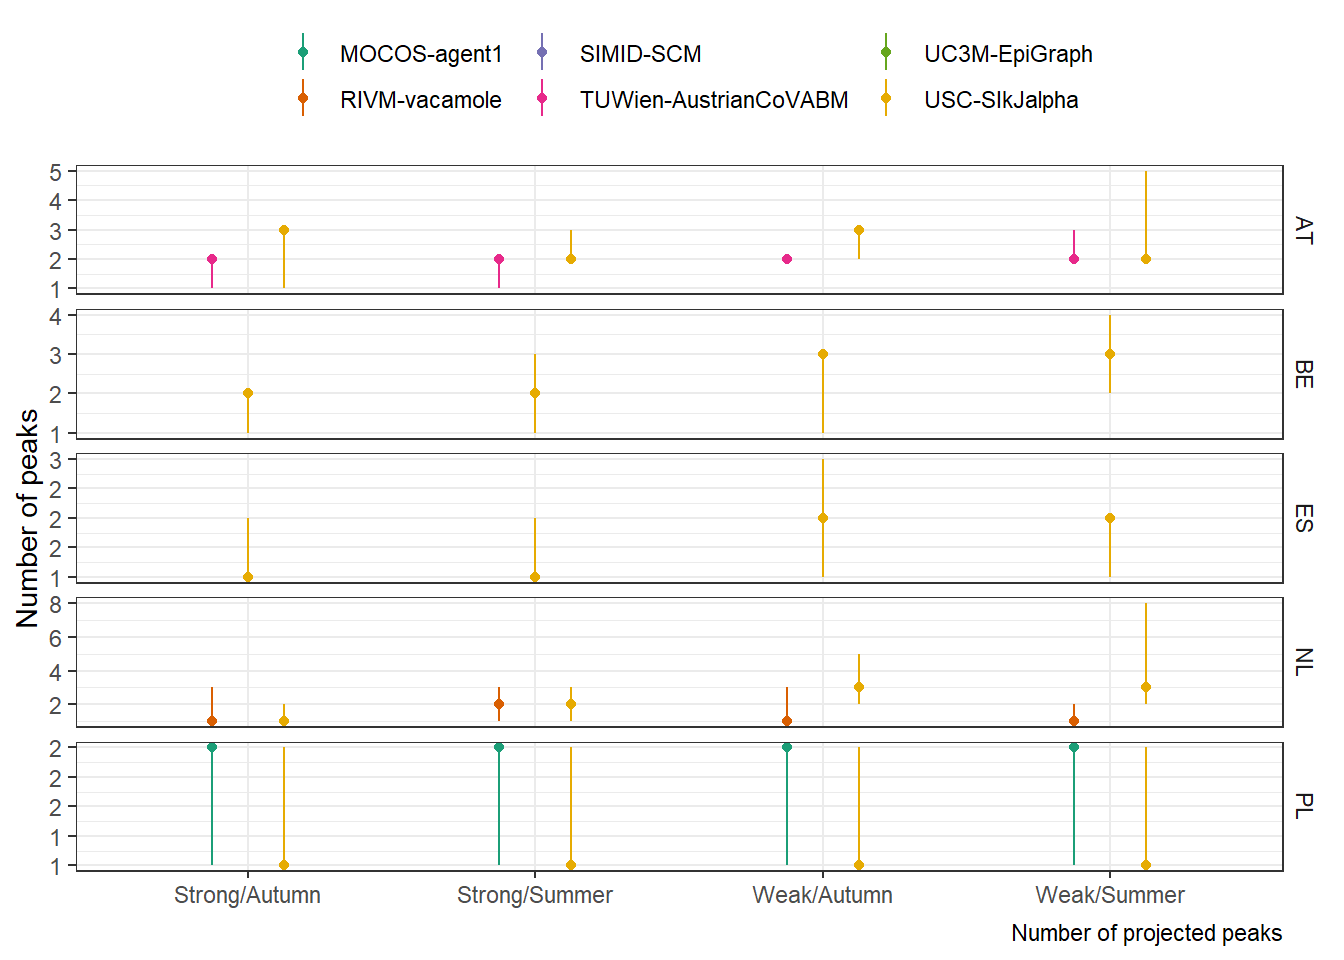 MOCOS-agent1 SIMID-SCM UC3M-EpiGraph
RIVM-vacamole TUWien-AustrianCoVABM USC-SIkJalpha
Number of peaks
5
4
3
2
1
AT
4
3
2
1
BE
3
2
2
2
1
ES
8
6
4
2
NL
2
2
2
1
1
PL
Strong/Autumn Strong/Summer Weak/Autumn Weak/Summer
Number of projected peaks